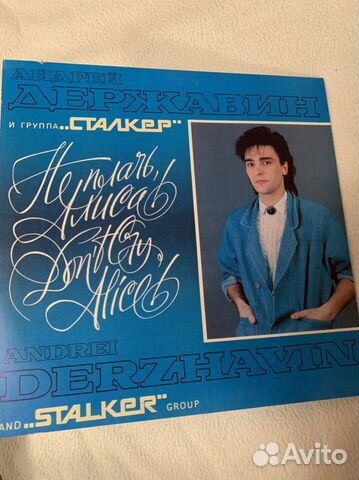 АНДРЕЙ
ДЕРЖАВИН
И ГРУППА „СТАЛКЕР"
Не плачь,
Алиса!
Don't Cry,
Alice!
ANDREI
DERZHAVIN
AND „STALKER" GROUP
Avito